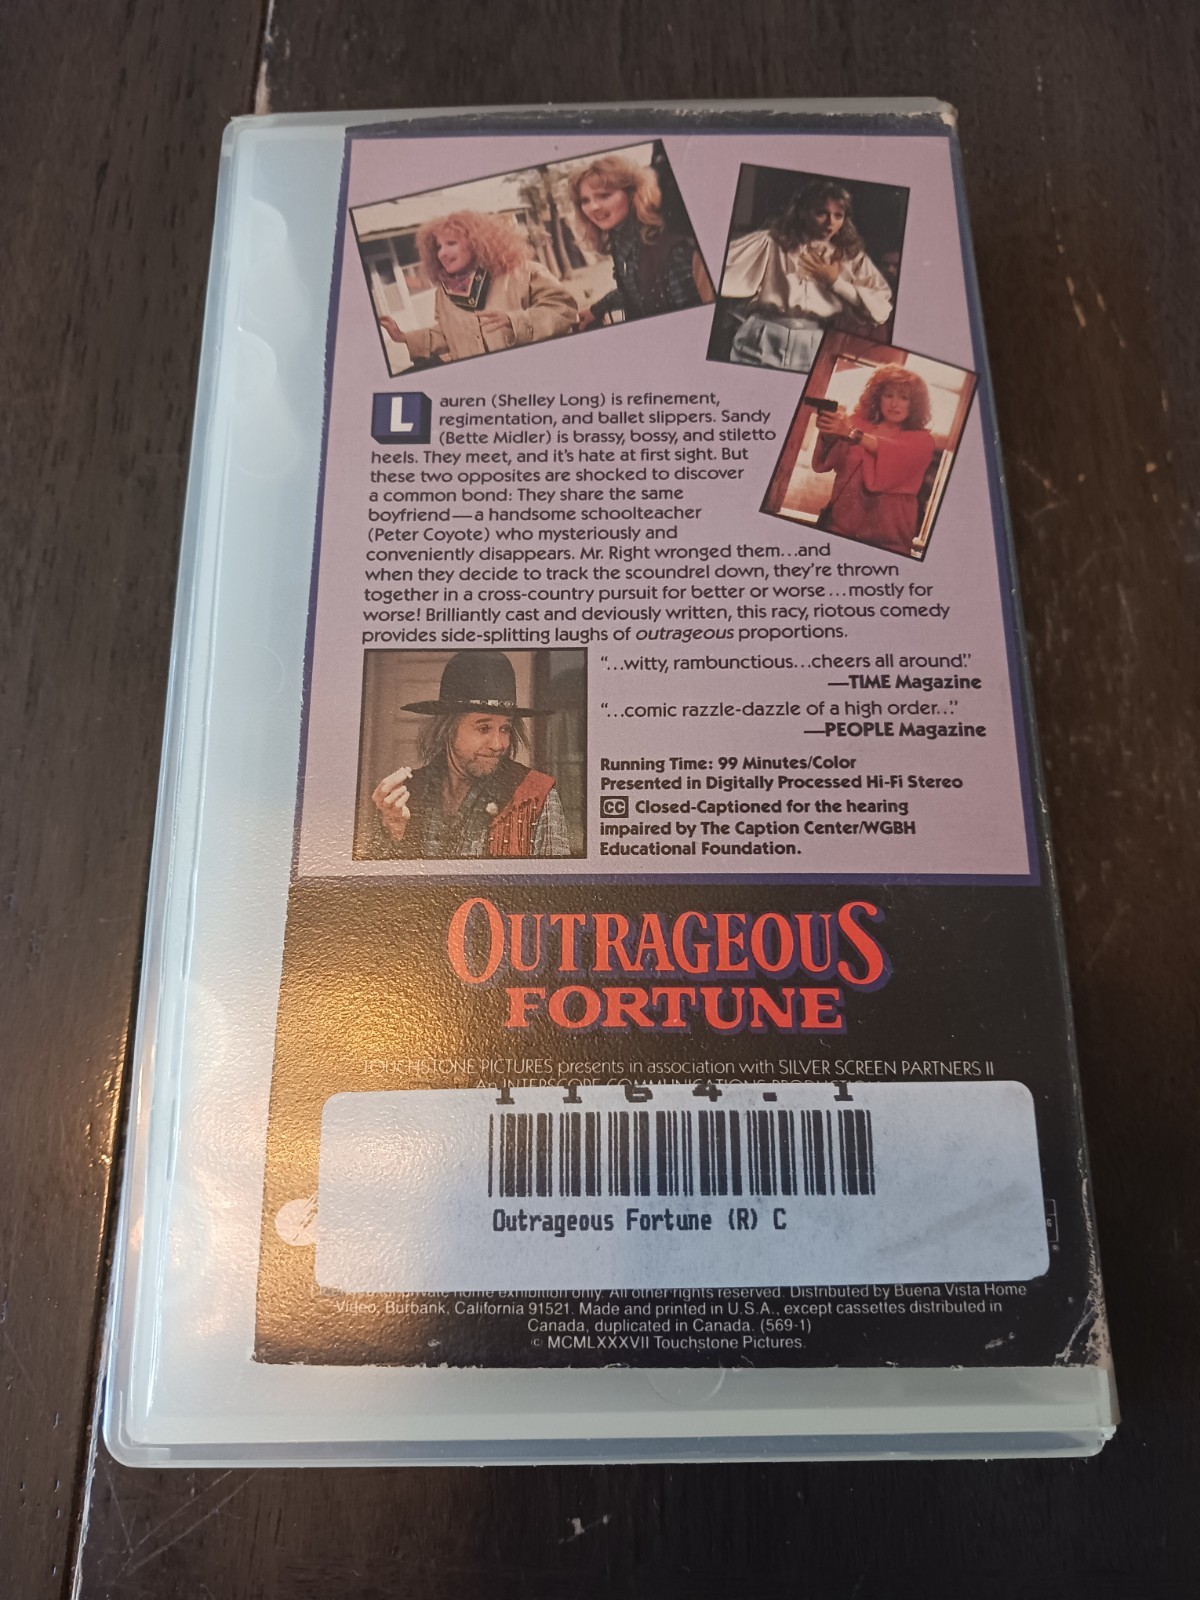 Lauren (Shelley Long) is refinement,
regimentation, and ballet slippers. Sandy
(Bette Midler) is brassy, bossy, and stiletto
heels. They meet, and it's hate at first sight. But
these two opposites are shocked to discover
a common bond: They share the same
boyfriend—a handsome schoolteacher
(Peter Coyote) who mysteriously and
conveniently disappears. Mr. Right wronged them...and
when they decide to track the scoundrel down, they're thrown
together in a cross-country pursuit for better or worse...mostly for
worse! Brilliantly cast and deviously written, this racy, riotous comedy
provides side-splitting laughs of outrageous proportions.
"...witty, rambunctious...cheers all around."
—TIME Magazine
"...comic razzle-dazzle of a high order..."
—PEOPLE Magazine
Running Time: 99 Minutes/Color
Presented in Digitally Processed Hi-Fi Stereo
CC Closed-Captioned for the hearing
impaired by The Caption Center/WGBH
Educational Foundation.
OUTRAGEOUS
FORTUNE
TOUCHSTONE PICTURES presents in association with SILVER SCREEN PARTNERS II
An INTERSCOPE COMMUNICATIONS PRODUCTION
1164.1
Outrageous Fortune (R) C
private home exhibition only. All other rights reserved. Distributed by Buena Vista Home
Video, Burbank, California 91521. Made and printed in U.S.A., except cassettes distributed in
Canada, duplicated in Canada. (569-1)
© MCMLXXXVII Touchstone Pictures.